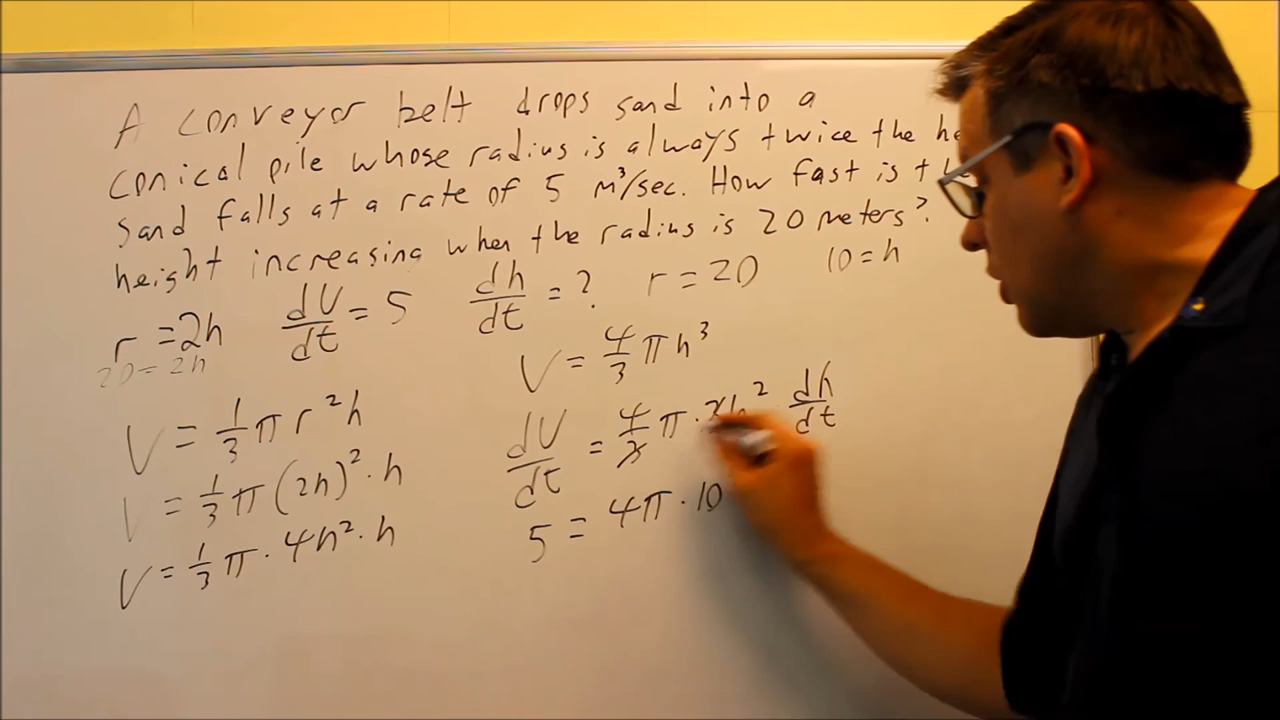 A conveyor belt drops sand into a
conical pile whose radius is always twice the
sand falls at a rate of 5 m³/sec. How fast is
height increasing when the radius is 20 meters?
r = 2h dV/dt = 5 dh/dt = ? r = 20 10 = h
20 = 2h
V = 4/3 πh³
V = 1/3 π r²h
dV/dt = 4/3 π · 3h² · dh/dt
V = 1/3 π (2h)² · h
5 = 4π · 10
V = 1/3 π · 4h² · h